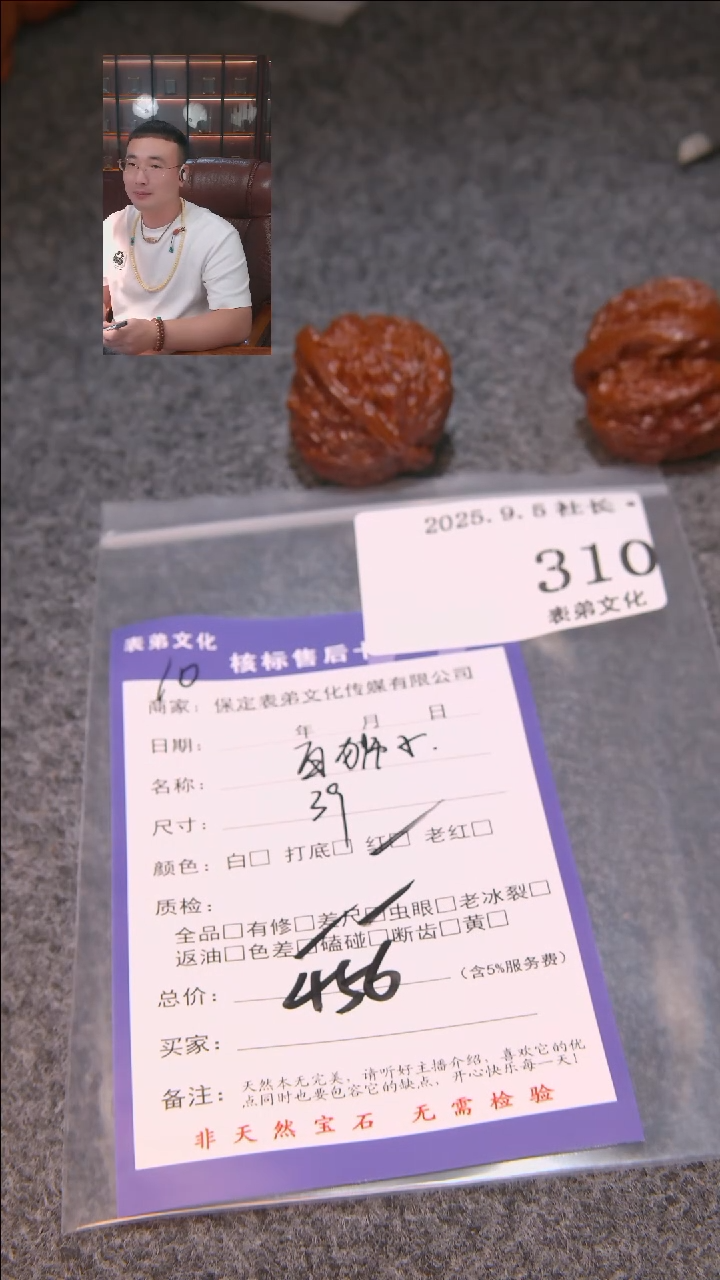 2025.9.5 社长
310
表弟文化
表弟文化
核标售后卡
10
商家：保定表弟文化传媒有限公司
日期： 年 月 日
名称：
尺寸：39
颜色：白□ 打底□ 红□ 老红□
质检：
全品□有修□差尺□虫眼□老冰裂□
返油□色差□磕碰□断齿□黄□
总价：456（含5%服务费）
买家：
备注：天然本无完美，请听好主播介绍，喜欢它的优
点同时也要包容它的缺点，开心快乐每一天！
非天然宝石 无需检验